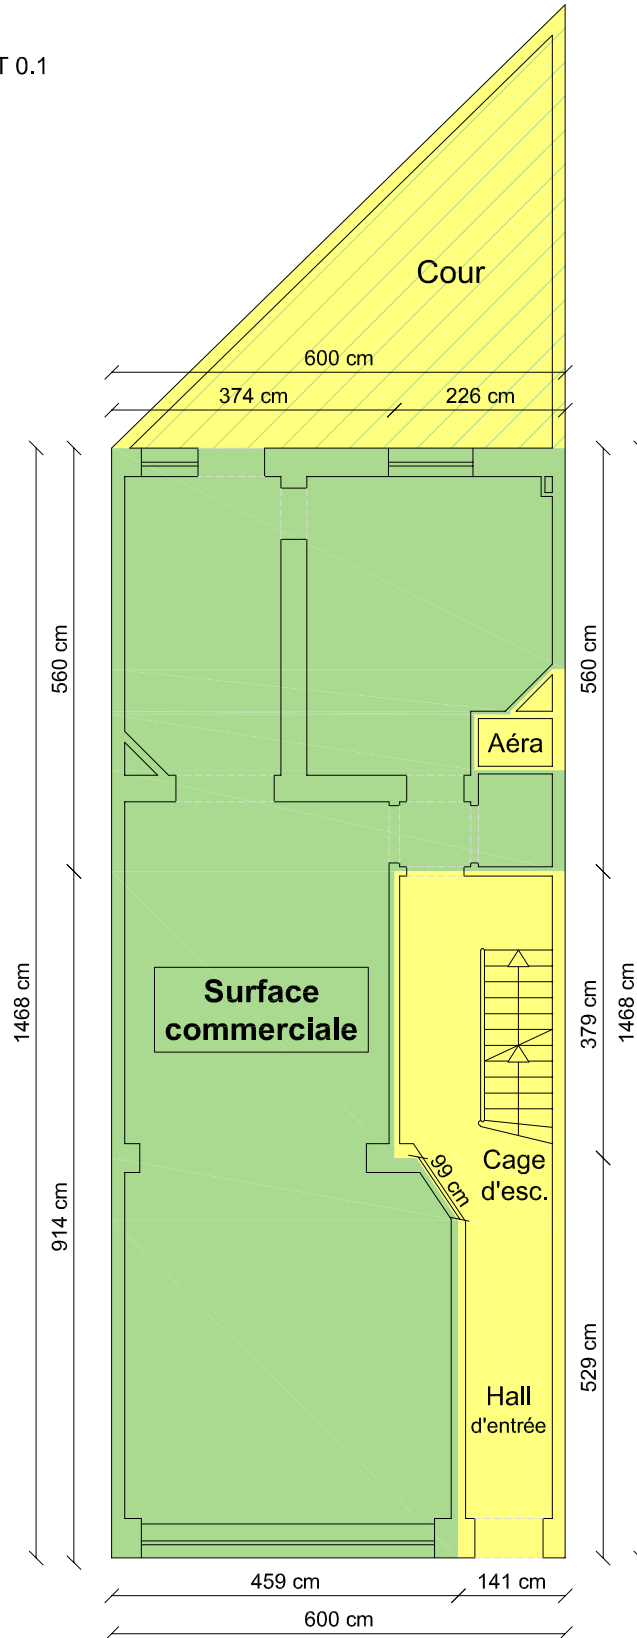 T 0.1
Cour
600 cm
374 cm
226 cm
560 cm
560 cm
Aéra
1468 cm
Surface
commerciale
379 cm
1468 cm
99 cm
Cage
d'esc.
914 cm
529 cm
Hall
d'entrée
459 cm
141 cm
600 cm